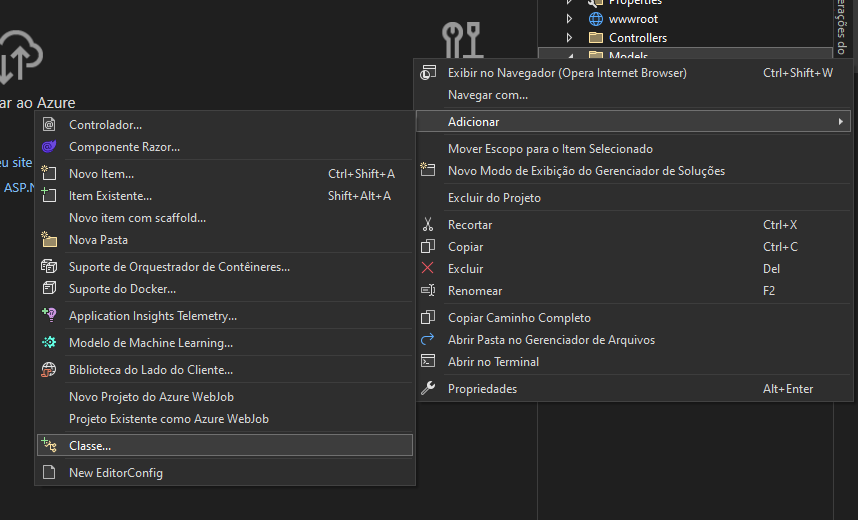 Properties
wwwroot
Controllers
Models
erações do
ar ao Azure
eu site
ASP.N
Exibir no Navegador (Opera Internet Browser) Ctrl+Shift+W
Navegar com...
Adicionar
Mover Escopo para o Item Selecionado
Novo Modo de Exibição do Gerenciador de Soluções
Excluir do Projeto
Recortar Ctrl+X
Copiar Ctrl+C
Excluir Del
Renomear F2
Copiar Caminho Completo
Abrir Pasta no Gerenciador de Arquivos
Abrir no Terminal
Propriedades Alt+Enter
Controlador...
Componente Razor...
Novo Item... Ctrl+Shift+A
Item Existente... Shift+Alt+A
Novo item com scaffold...
Nova Pasta
Suporte de Orquestrador de Contêineres...
Suporte do Docker...
Application Insights Telemetry...
Modelo de Machine Learning...
Biblioteca do Lado do Cliente...
Novo Projeto do Azure WebJob
Projeto Existente como Azure WebJob
Classe...
New EditorConfig